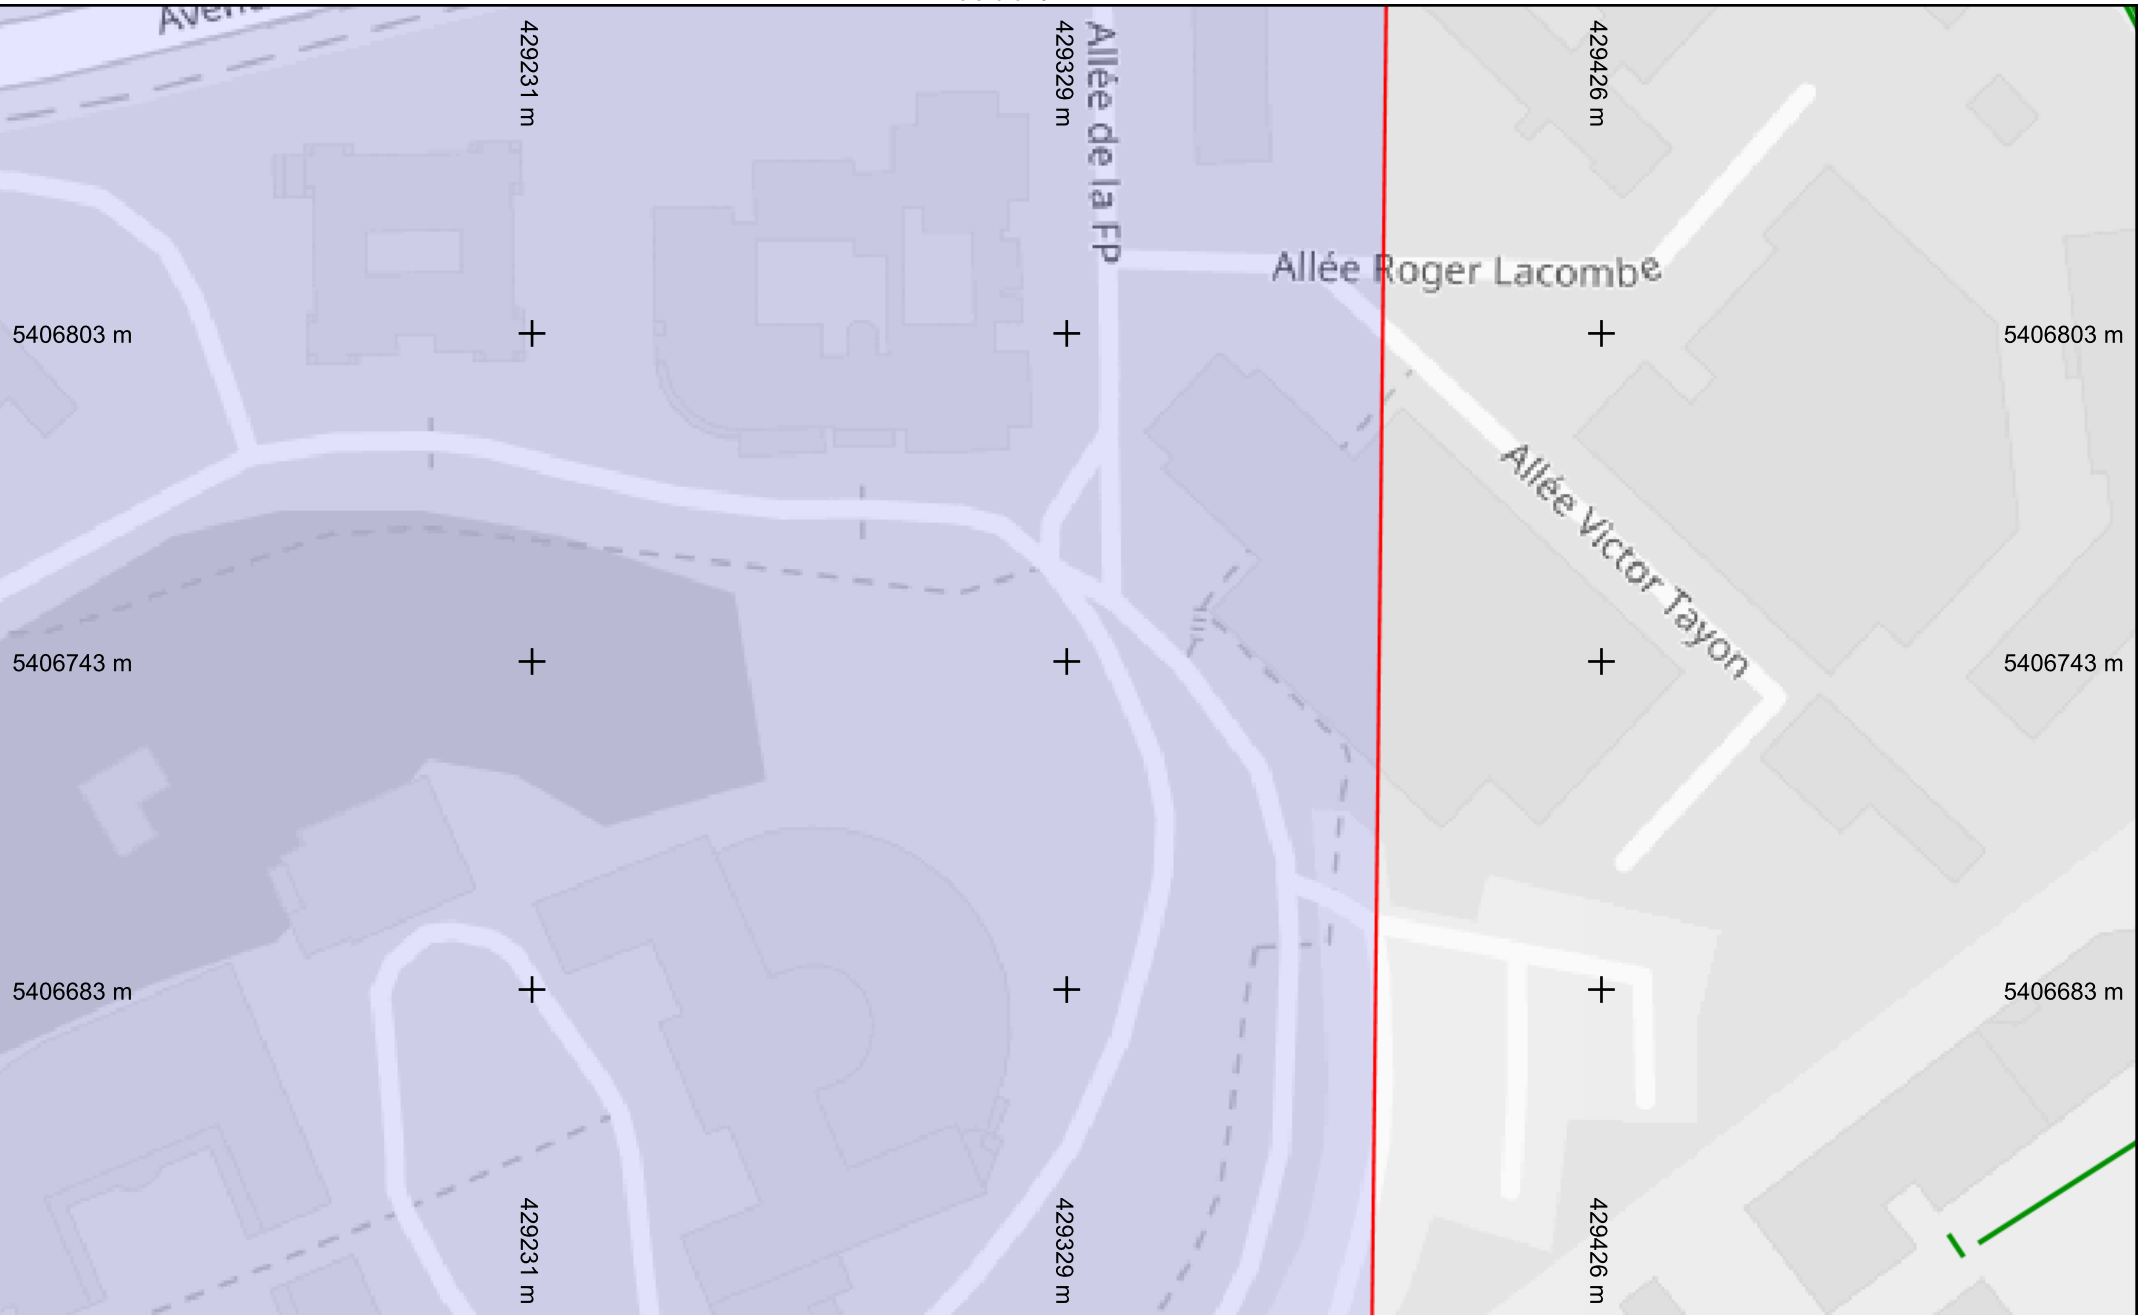 429231 m
429329 m
429426 m
Allée de la FP
Allée Roger Lacombe
5406803 m
5406803 m
Allée Victor Tayon
5406743 m
5406743 m
5406683 m
5406683 m
429231 m
429329 m
429426 m